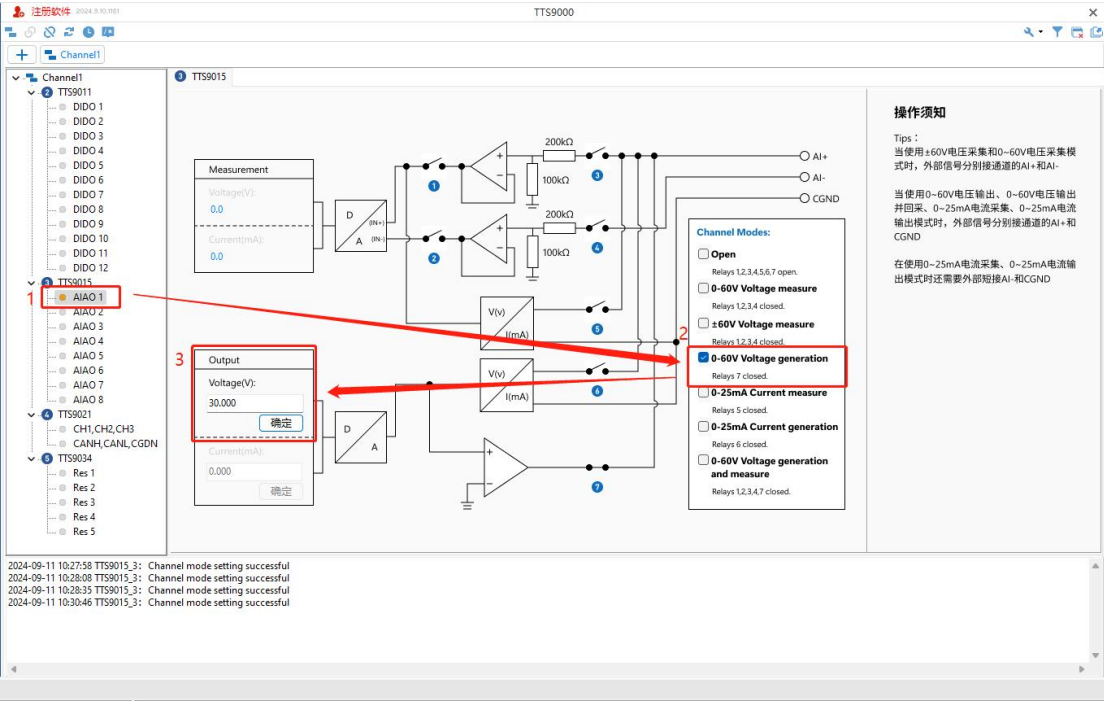 注册软件 2024.9.10.1101
TTS9000
Channel1
Channel1
2 TTS9011
DIDO 1
DIDO 2
DIDO 3
DIDO 4
DIDO 5
DIDO 6
DIDO 7
DIDO 8
DIDO 9
DIDO 10
DIDO 11
DIDO 12
3 TTS9015
1
AIAO 1
AIAO 2
AIAO 3
AIAO 4
AIAO 5
AIAO 6
AIAO 7
AIAO 8
4 TTS9021
CH1,CH2,CH3
CANH,CANL,CGDN
5 TTS9034
Res 1
Res 2
Res 3
Res 4
Res 5
3 TTS9015
Measurement
Voltage(V):
0.0
Current(mA):
0.0
D
A
(IN+)
(IN-)
1
2
+
-
200kΩ
100kΩ
3
+
-
200kΩ
100kΩ
4
V(v)
I(mA)
5
V(v)
I(mA)
6
AI+
AI-
CGND
3
Output
Voltage(V):
30.000
确定
Current(mA):
0.000
确定
D
A
+
-
7
2
Channel Modes:
Open
Relays 1,2,3,4,5,6,7 open.
0-60V Voltage measure
Relays 1,2,3,4 closed.
±60V Voltage measure
Relays 1,2,3,4 closed.
0-60V Voltage generation
Relays 7 closed.
0-25mA Current measure
Relays 5 closed.
0-25mA Current generation
Relays 6 closed.
0-60V Voltage generation
and measure
Relays 1,2,3,4,7 closed.
操作须知
Tips：
当使用±60V电压采集和0~60V电压采集模
式时，外部信号分别接通道的AI+和AI-
当使用0~60V电压输出、0~60V电压输出
并回采、0~25mA电流采集、0~25mA电流
输出模式时，外部信号分别接通道的AI+和
CGND
在使用0~25mA电流采集、0~25mA电流输
出模式时还需要外部短接AI-和CGND
2024-09-11 10:27:58 TTS9015_3： Channel mode setting successful
2024-09-11 10:28:08 TTS9015_3： Channel mode setting successful
2024-09-11 10:28:35 TTS9015_3： Channel mode setting successful
2024-09-11 10:30:46 TTS9015_3： Channel mode setting successful